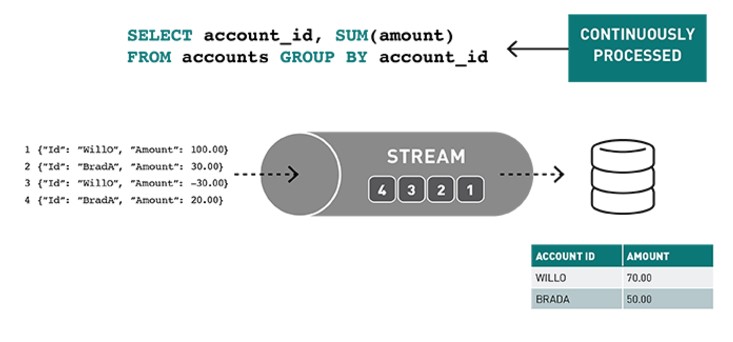 SELECT account_id, SUM(amount)
FROM accounts GROUP BY account_id
CONTINUOUSLY
PROCESSED
1 {"Id": "WillO", "Amount": 100.00}
2 {"Id": "BradA", "Amount": 30.00}
3 {"Id": "WillO", "Amount": -30.00}
4 {"Id": "BradA", "Amount": 20.00}
STREAM
4 3 2 1
ACCOUNT ID AMOUNT
WILLO 70.00
BRADA 50.00